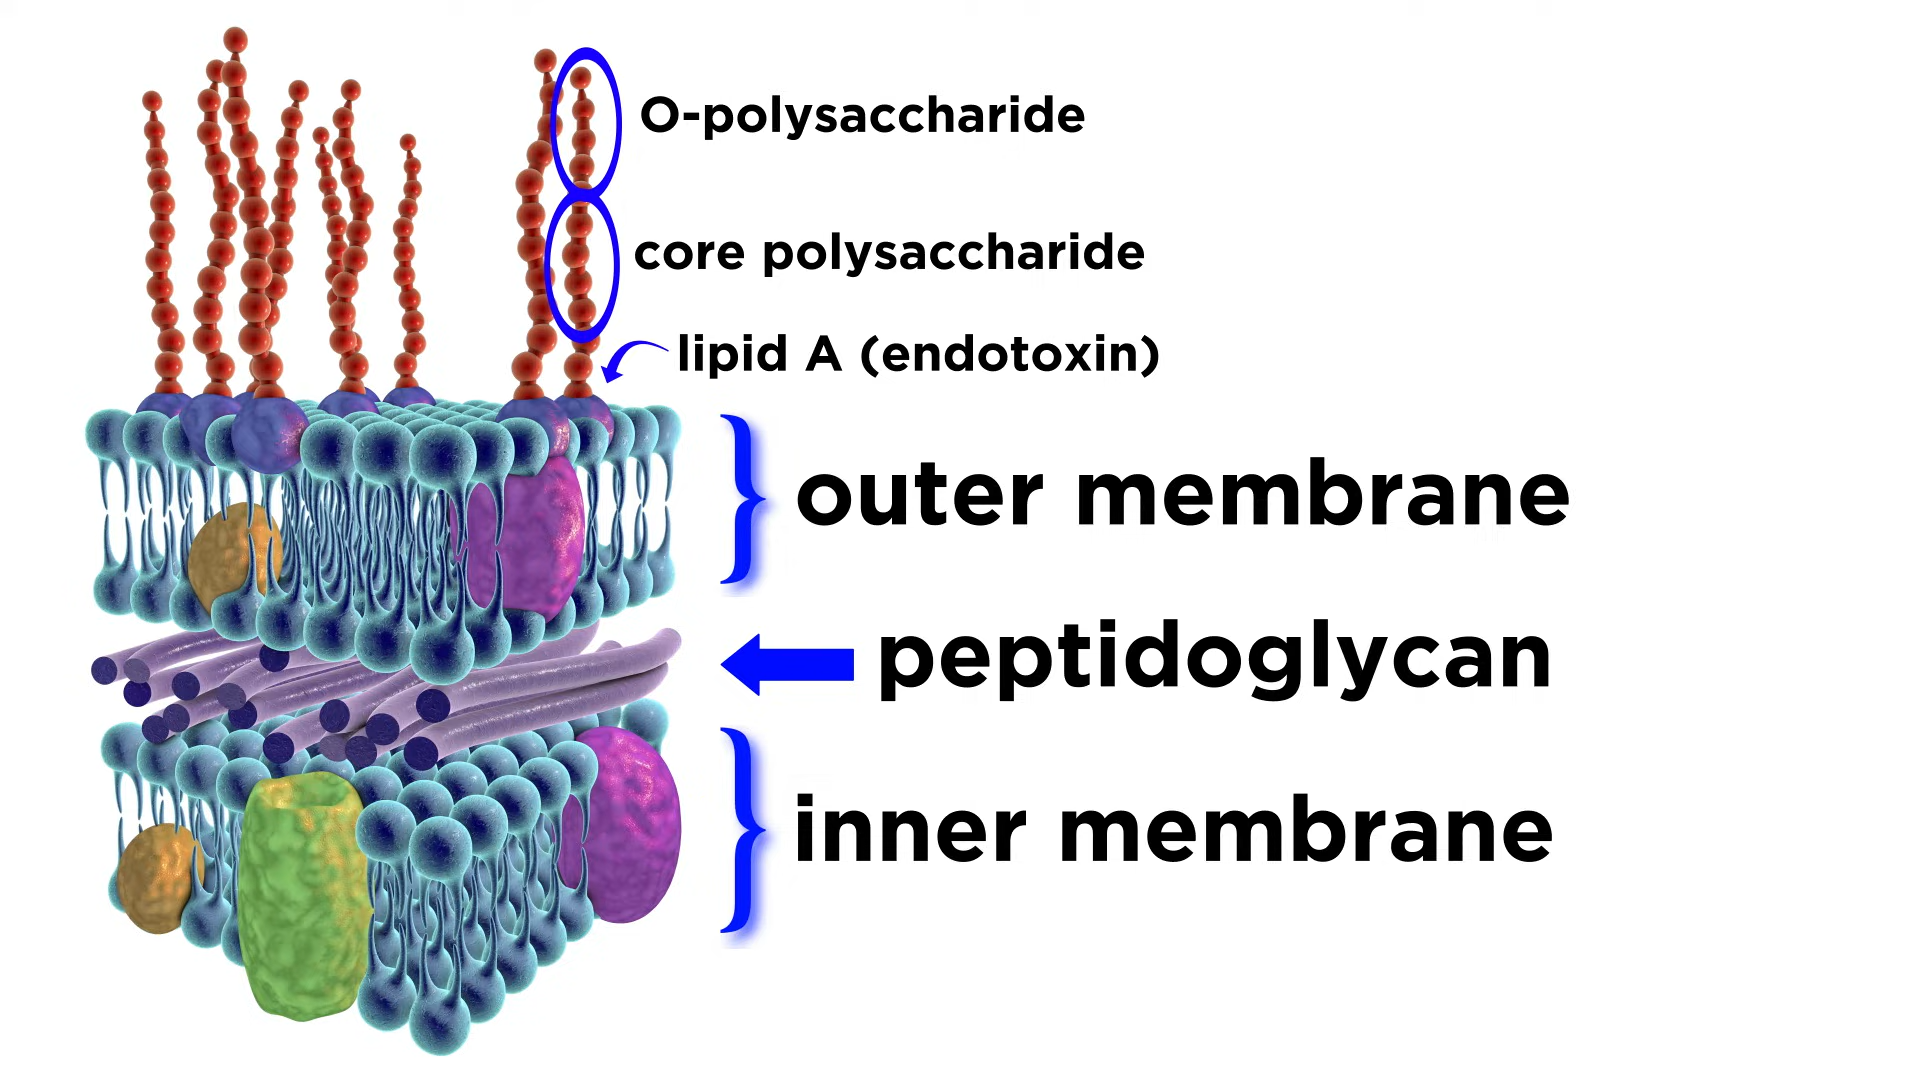 O-polysaccharide
core polysaccharide
lipid A (endotoxin)
outer membrane
peptidoglycan
inner membrane